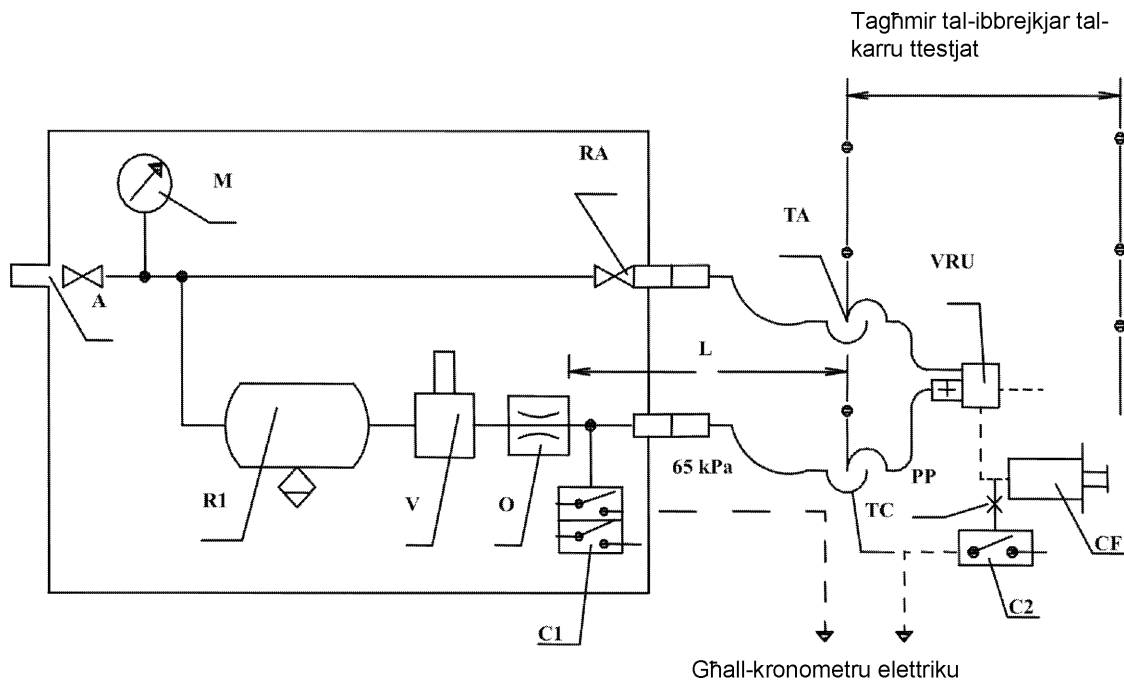 Tagħmir tal-ibbrejkjar tal-
karru ttestjat
M
RA
TA
VRU
A
L
65 kPa
PP
R1
V
O
TC
CF
C1
C2
Għall-kronometru elettriku